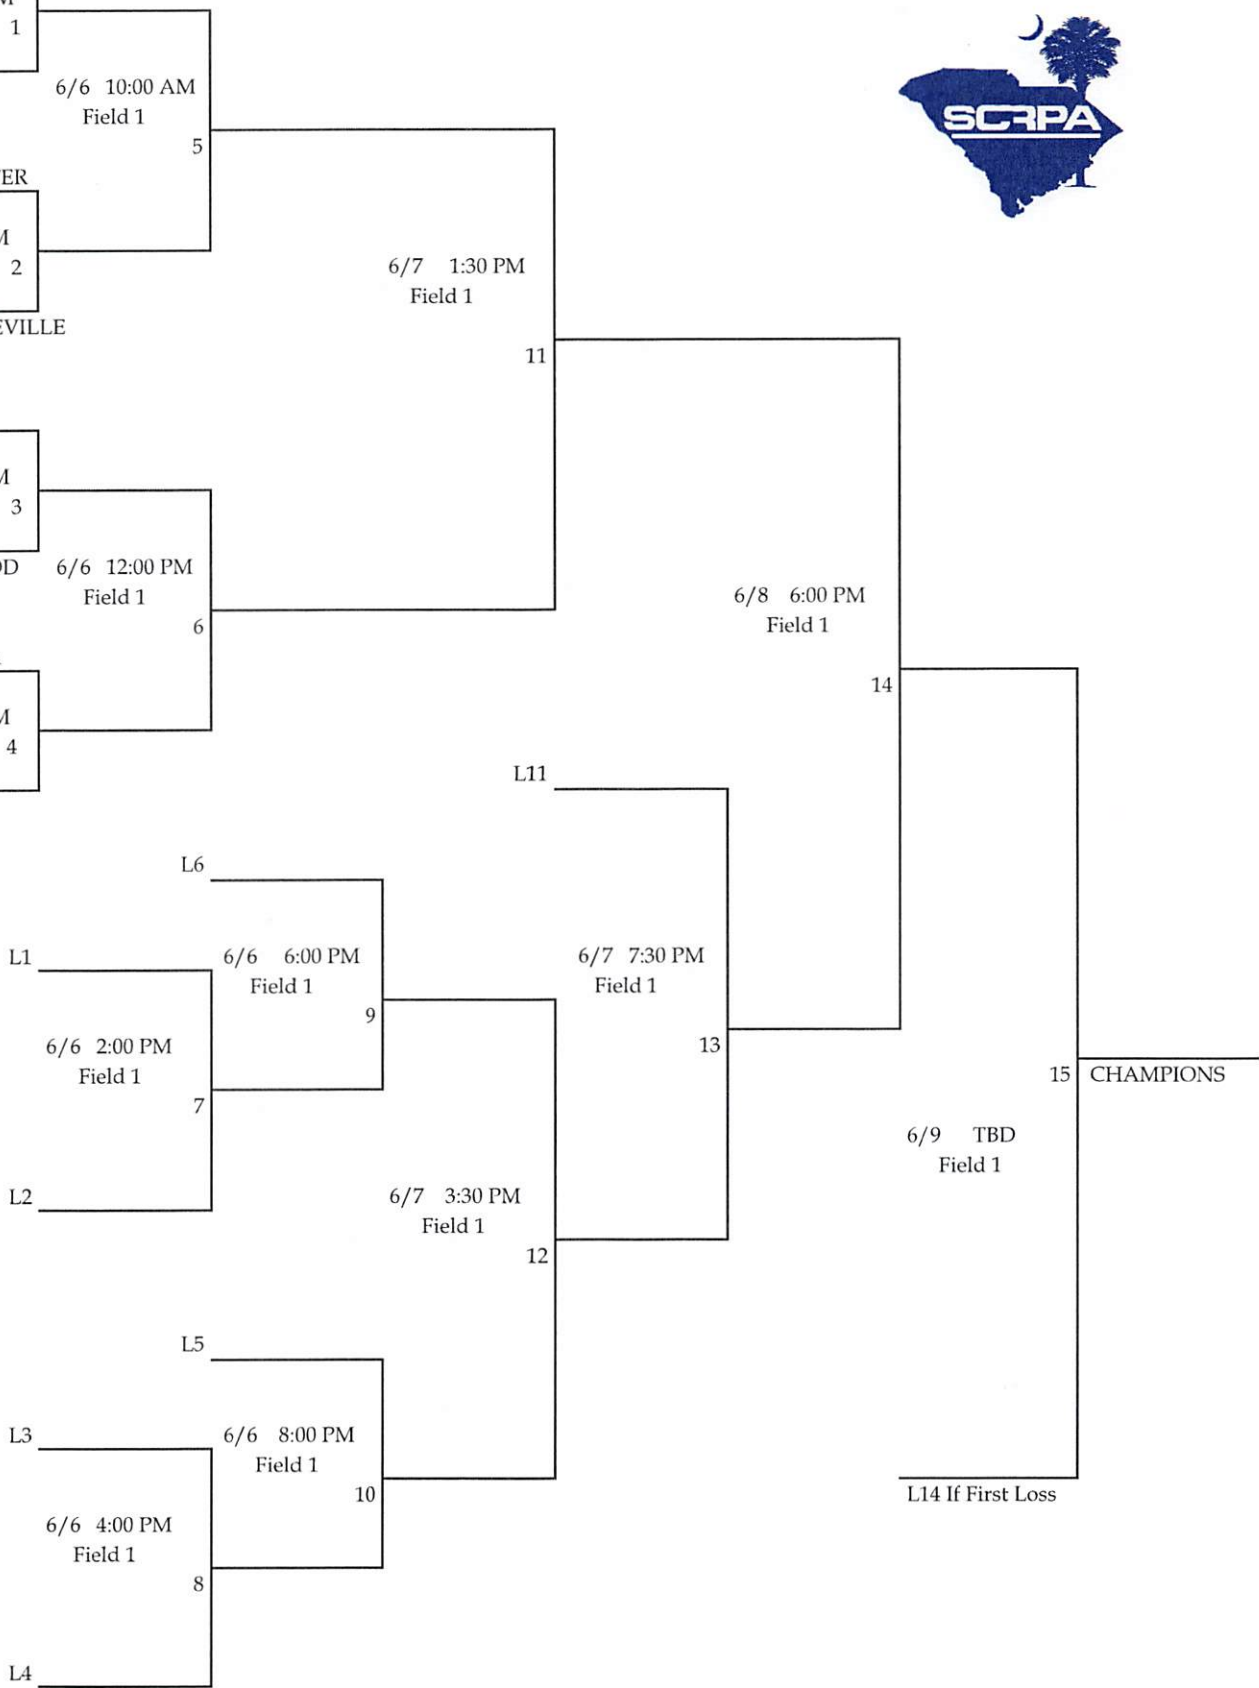 1
6/6 10:00 AM
Field 1
5
2
6/7 1:30 PM
Field 1
11
3
6/6 12:00 PM
Field 1
6
4
6/8 6:00 PM
Field 1
14
SCRPA
L11
L6
L1
6/6 6:00 PM
Field 1
9
6/6 2:00 PM
Field 1
7
L2
6/7 7:30 PM
Field 1
13
6/7 3:30 PM
Field 1
12
15 CHAMPIONS
6/9 TBD
Field 1
L5
L3
6/6 8:00 PM
Field 1
10
6/6 4:00 PM
Field 1
8
L4
L14 If First Loss